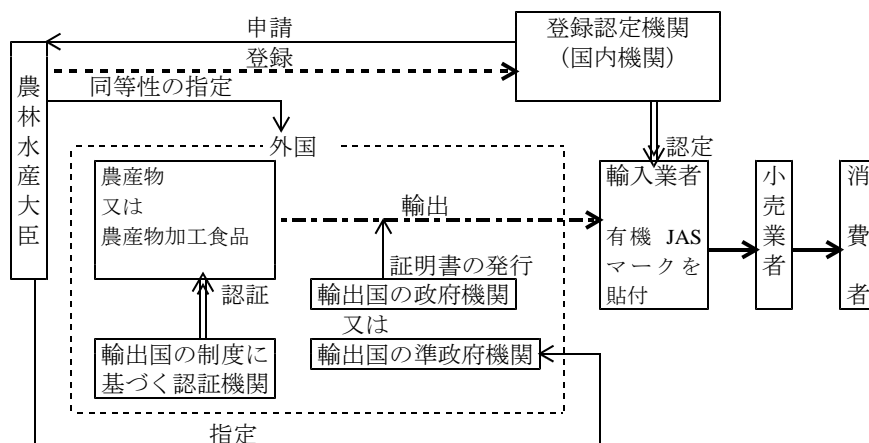 申請
登録認定機関
（国内機関）
登録
農林水産大臣
同等性の指定
外国
認定
農産物
又は
農産物加工食品
輸出
輸入業者
有機 JAS
マークを
貼付
小売業者
消費者
証明書の発行
認証
輸出国の政府機関
又は
輸出国の準政府機関
輸出国の制度に
基づく認証機関
指定